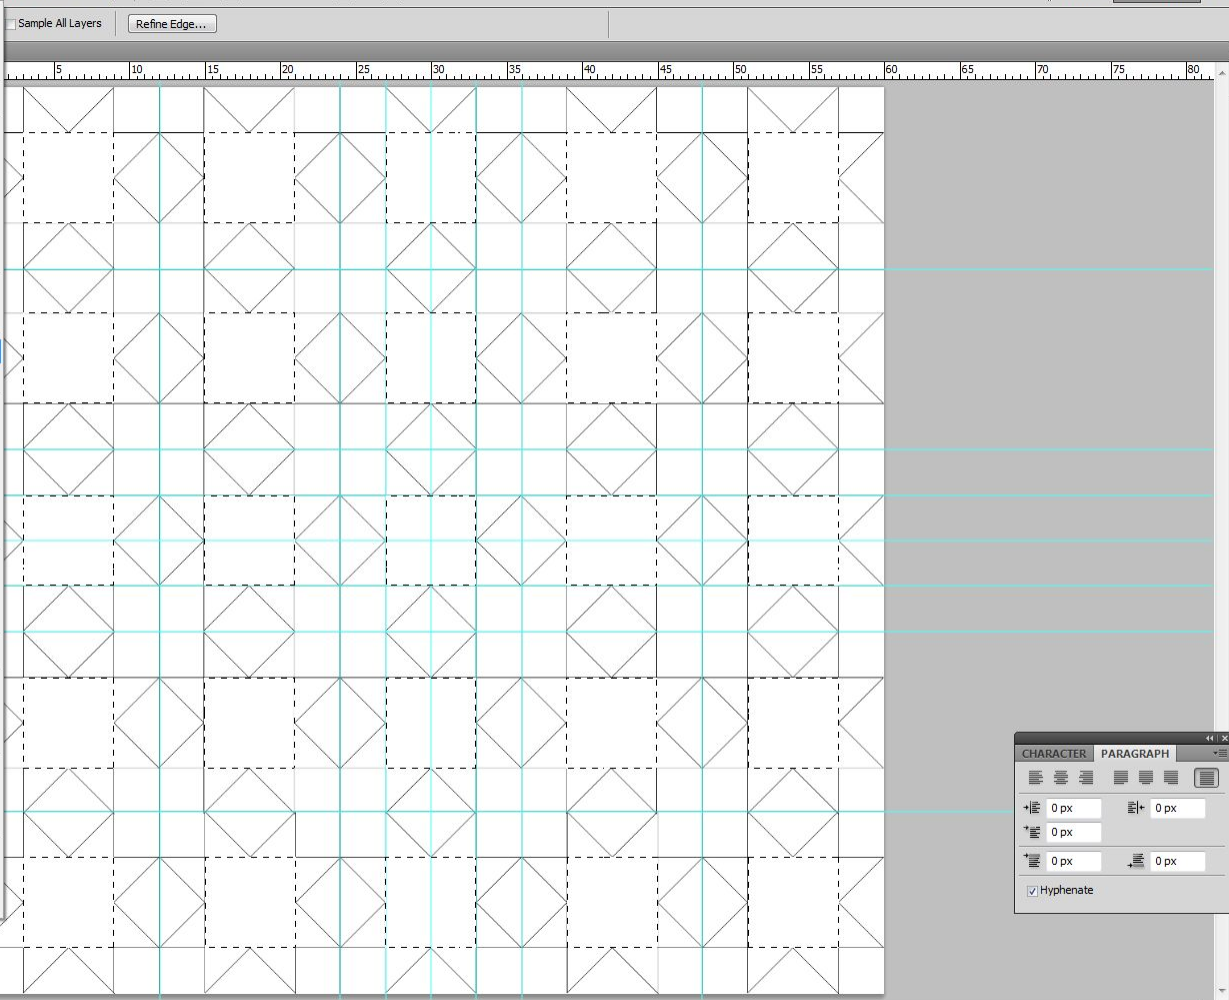 Sample All Layers Refine Edge...
5 10 15 20 25 30 35 40 45 50 55 60 65 70 75 80
CHARACTER PARAGRAPH
0 px 0 px
0 px
0 px 0 px
Hyphenate